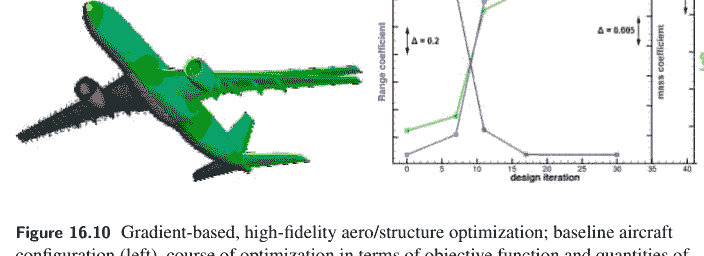 Range coefficient
Δ = 0.2
Δ = 0.005
mass coefficient
0 5 10 15 20 25 30 35 40
design iteration
Figure 16.10 Gradient-based, high-fidelity aero/structure optimization; baseline aircraft
configuration (left), course of optimization in terms of objective function and quantities of